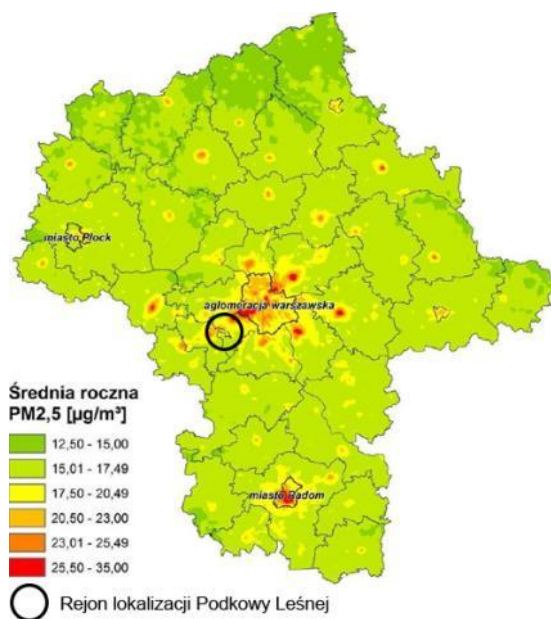 miasto Płock
aglomeracja warszawska
Średnia roczna
PM2,5 [µg/m³]
12,50 - 15,00
15,01 - 17,49
17,50 - 20,49
20,50 - 23,00
23,01 - 25,49
25,50 - 35,00
miasto Radom
Rejon lokalizacji Podkowy Leśnej